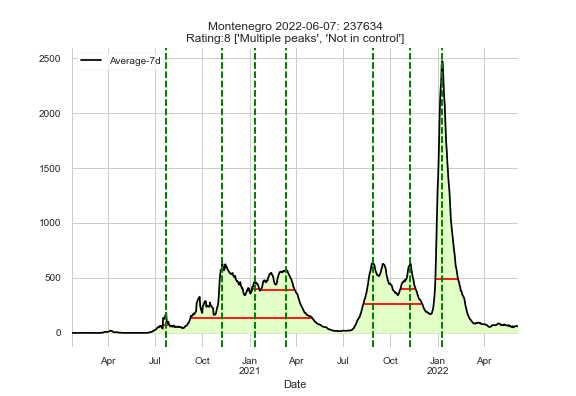 Montenegro 2022-06-07: 237634
Rating:8 ['Multiple peaks', 'Not in control']
Average-7d
2500
2000
1500
1000
500
0
Apr Jul Oct Jan Apr Jul Oct Jan Apr
2021 2022
Date